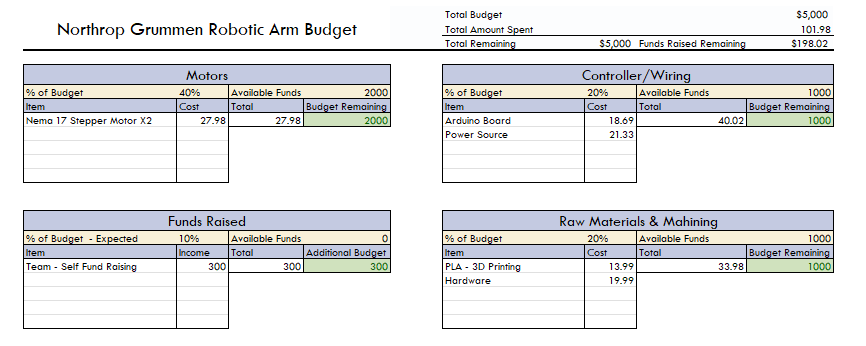 Northrop Grummen Robotic Arm Budget
Total Budget $5,000
Total Amount Spent 101.98
Total Remaining $5,000 Funds Raised Remaining $198.02
Motors
% of Budget 40% Available Funds 2000
Item Cost Total Budget Remaining
Nema 17 Stepper Motor X2 27.98 27.98 2000
Controller/Wiring
% of Budget 20% Available Funds 1000
Item Cost Total Budget Remaining
Arduino Board 18.69 40.02 1000
Power Source 21.33
Funds Raised
% of Budget - Expected 10% Available Funds 0
Item Income Total Additional Budget
Team - Self Fund Raising 300 300 300
Raw Materials & Mahining
% of Budget 20% Available Funds 1000
Item Cost Total Budget Remaining
PLA - 3D Printing 13.99 33.98 1000
Hardware 19.99